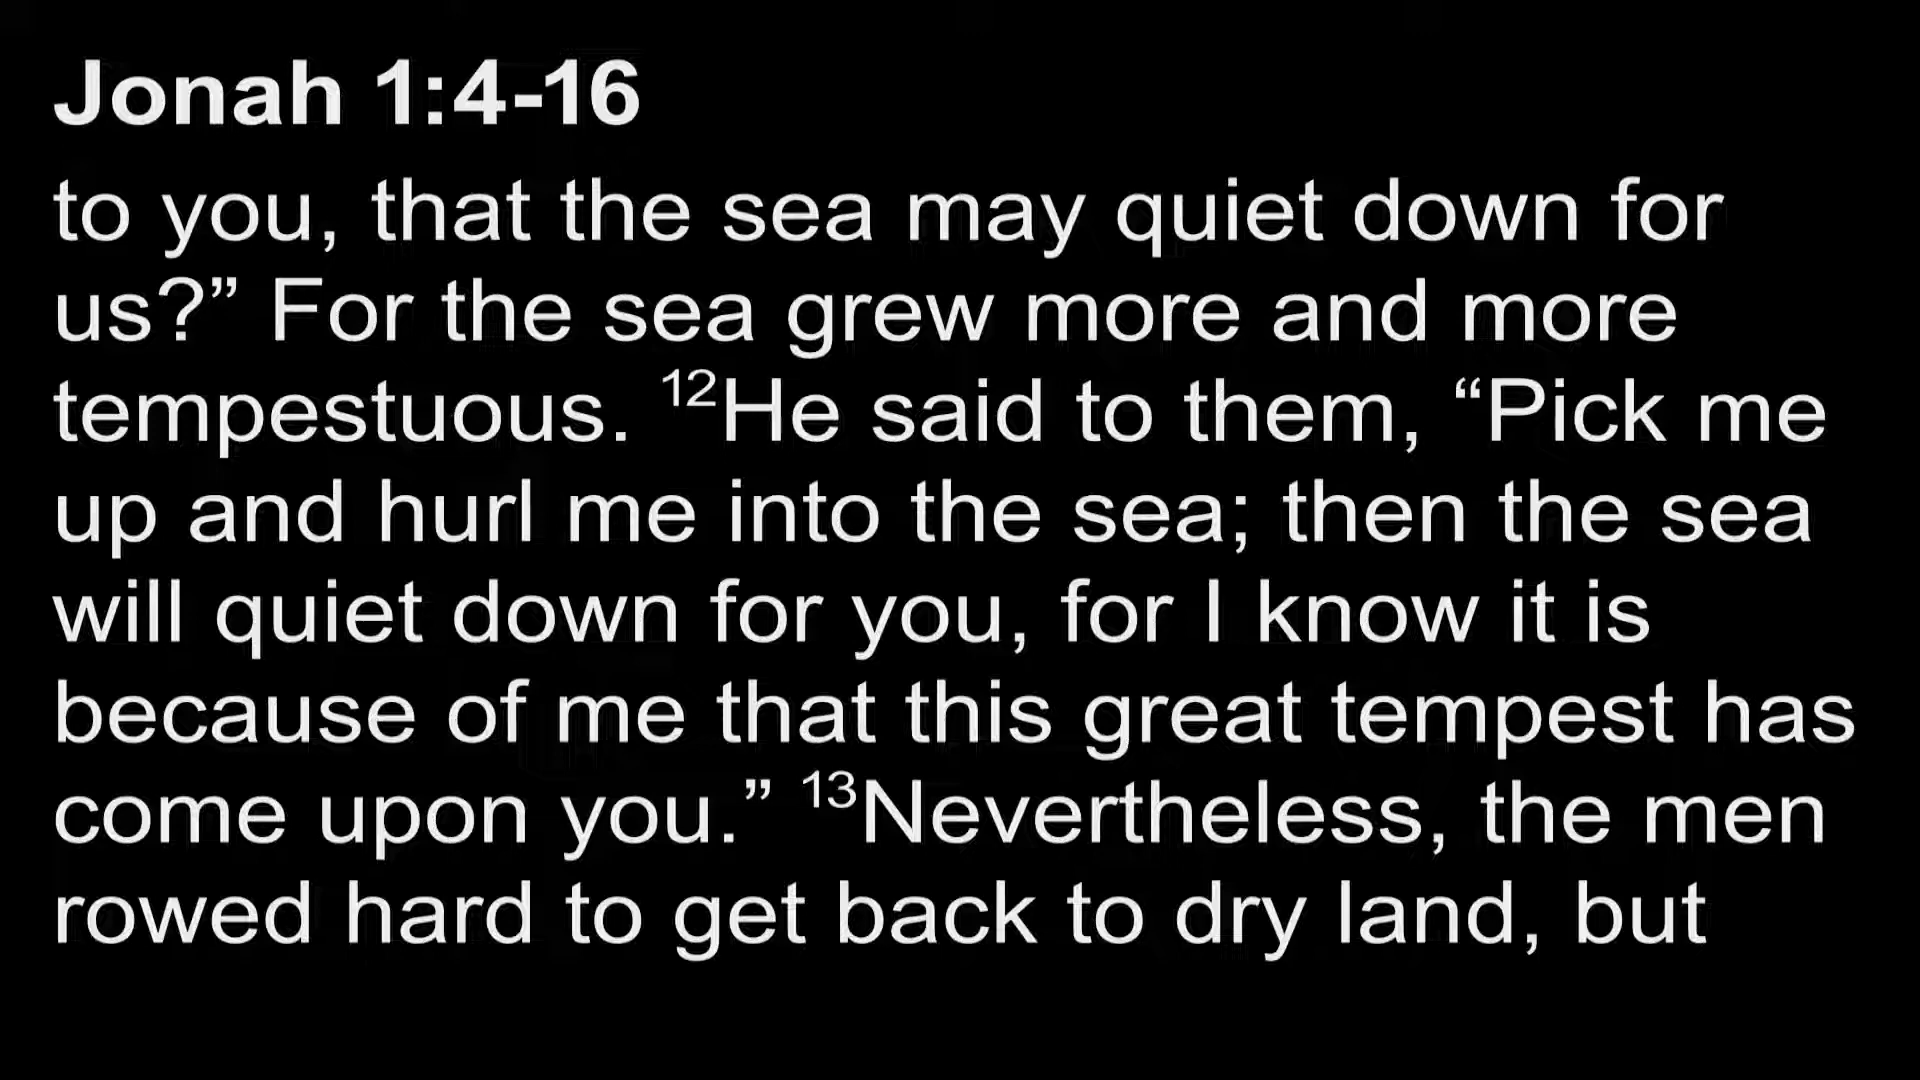 Jonah 1:4-16
to you, that the sea may quiet down for
us?” For the sea grew more and more
tempestuous. ¹²He said to them, “Pick me
up and hurl me into the sea; then the sea
will quiet down for you, for I know it is
because of me that this great tempest has
come upon you.” ¹³Nevertheless, the men
rowed hard to get back to dry land, but